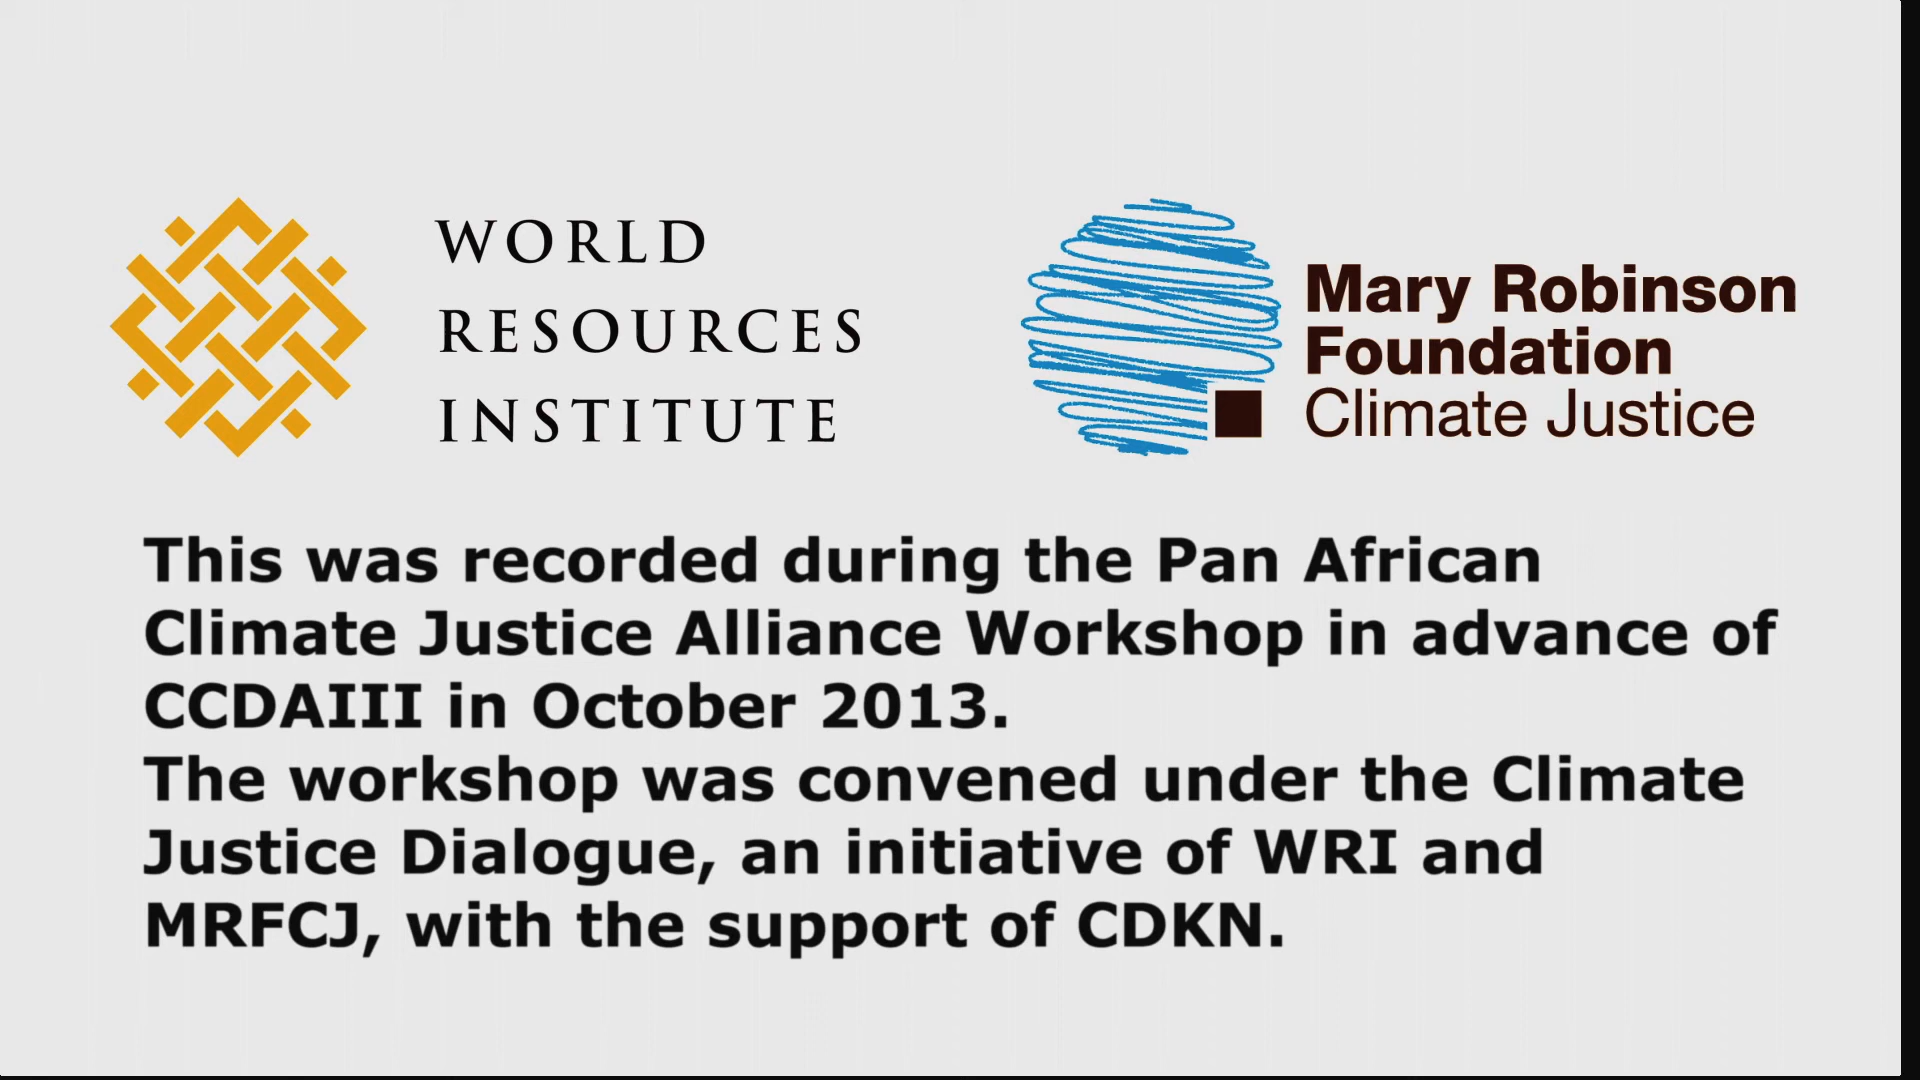 WORLD
RESOURCES
INSTITUTE
Mary Robinson
Foundation
Climate Justice
This was recorded during the Pan African
Climate Justice Alliance Workshop in advance of
CCDAIII in October 2013.
The workshop was convened under the Climate
Justice Dialogue, an initiative of WRI and
MRFCJ, with the support of CDKN.